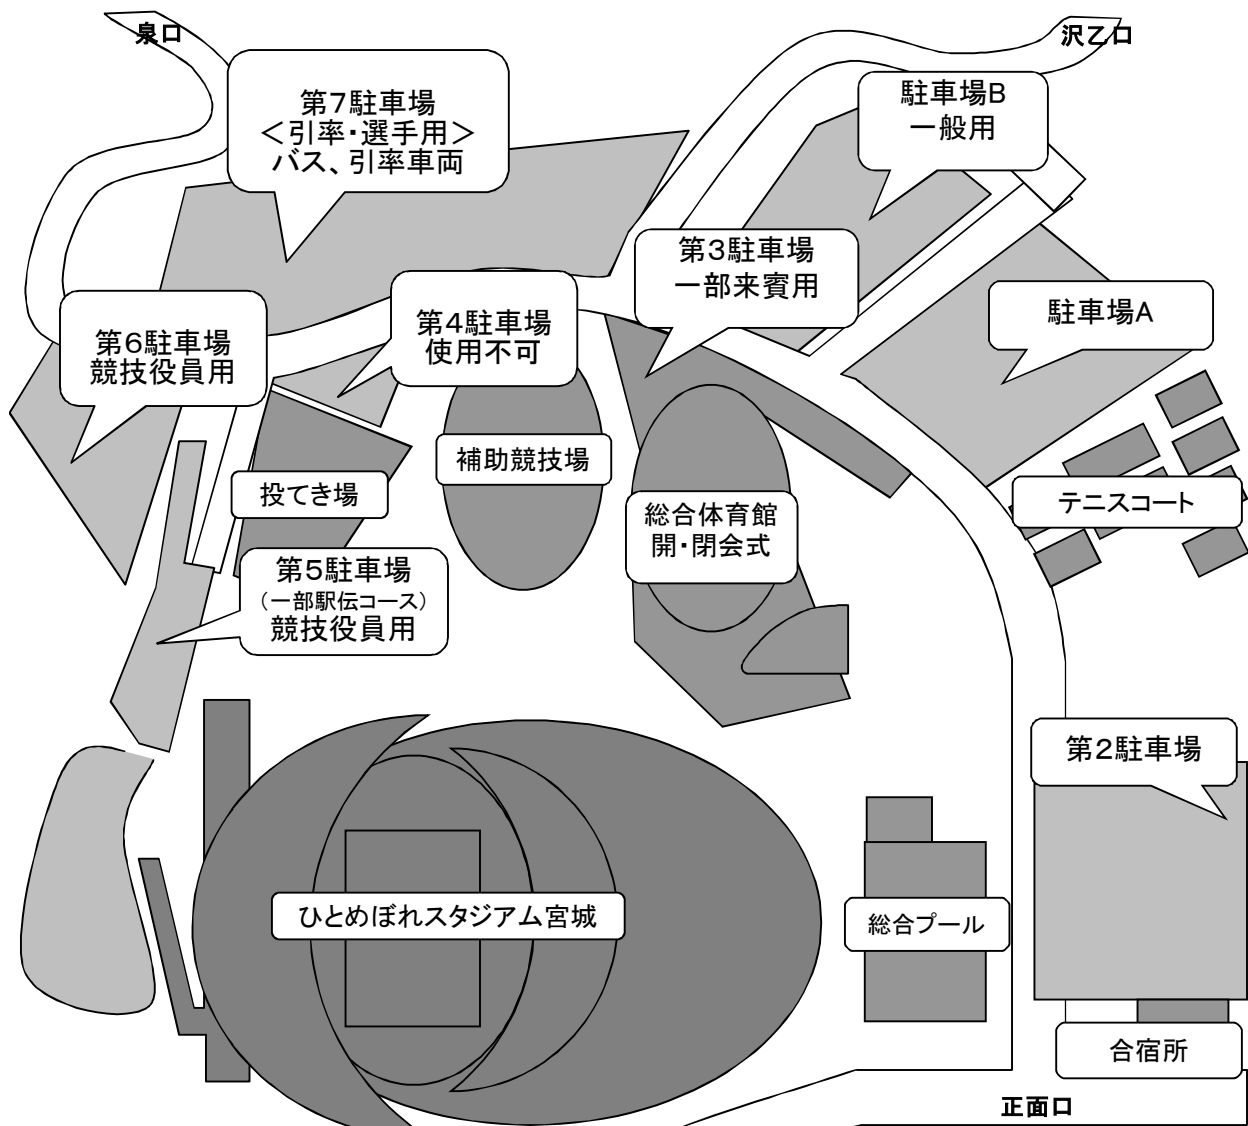 泉口
沢乙口
第7駐車場
＜引率・選手用＞
バス、引率車両
駐車場B
一般用
第3駐車場
一部来賓用
駐車場A
第6駐車場
競技役員用
第4駐車場
使用不可
補助競技場
投てき場
総合体育館
開・閉会式
テニスコート
第5駐車場
（一部駅伝コース）
競技役員用
第2駐車場
ひとめぼれスタジアム宮城
総合プール
合宿所
正面口